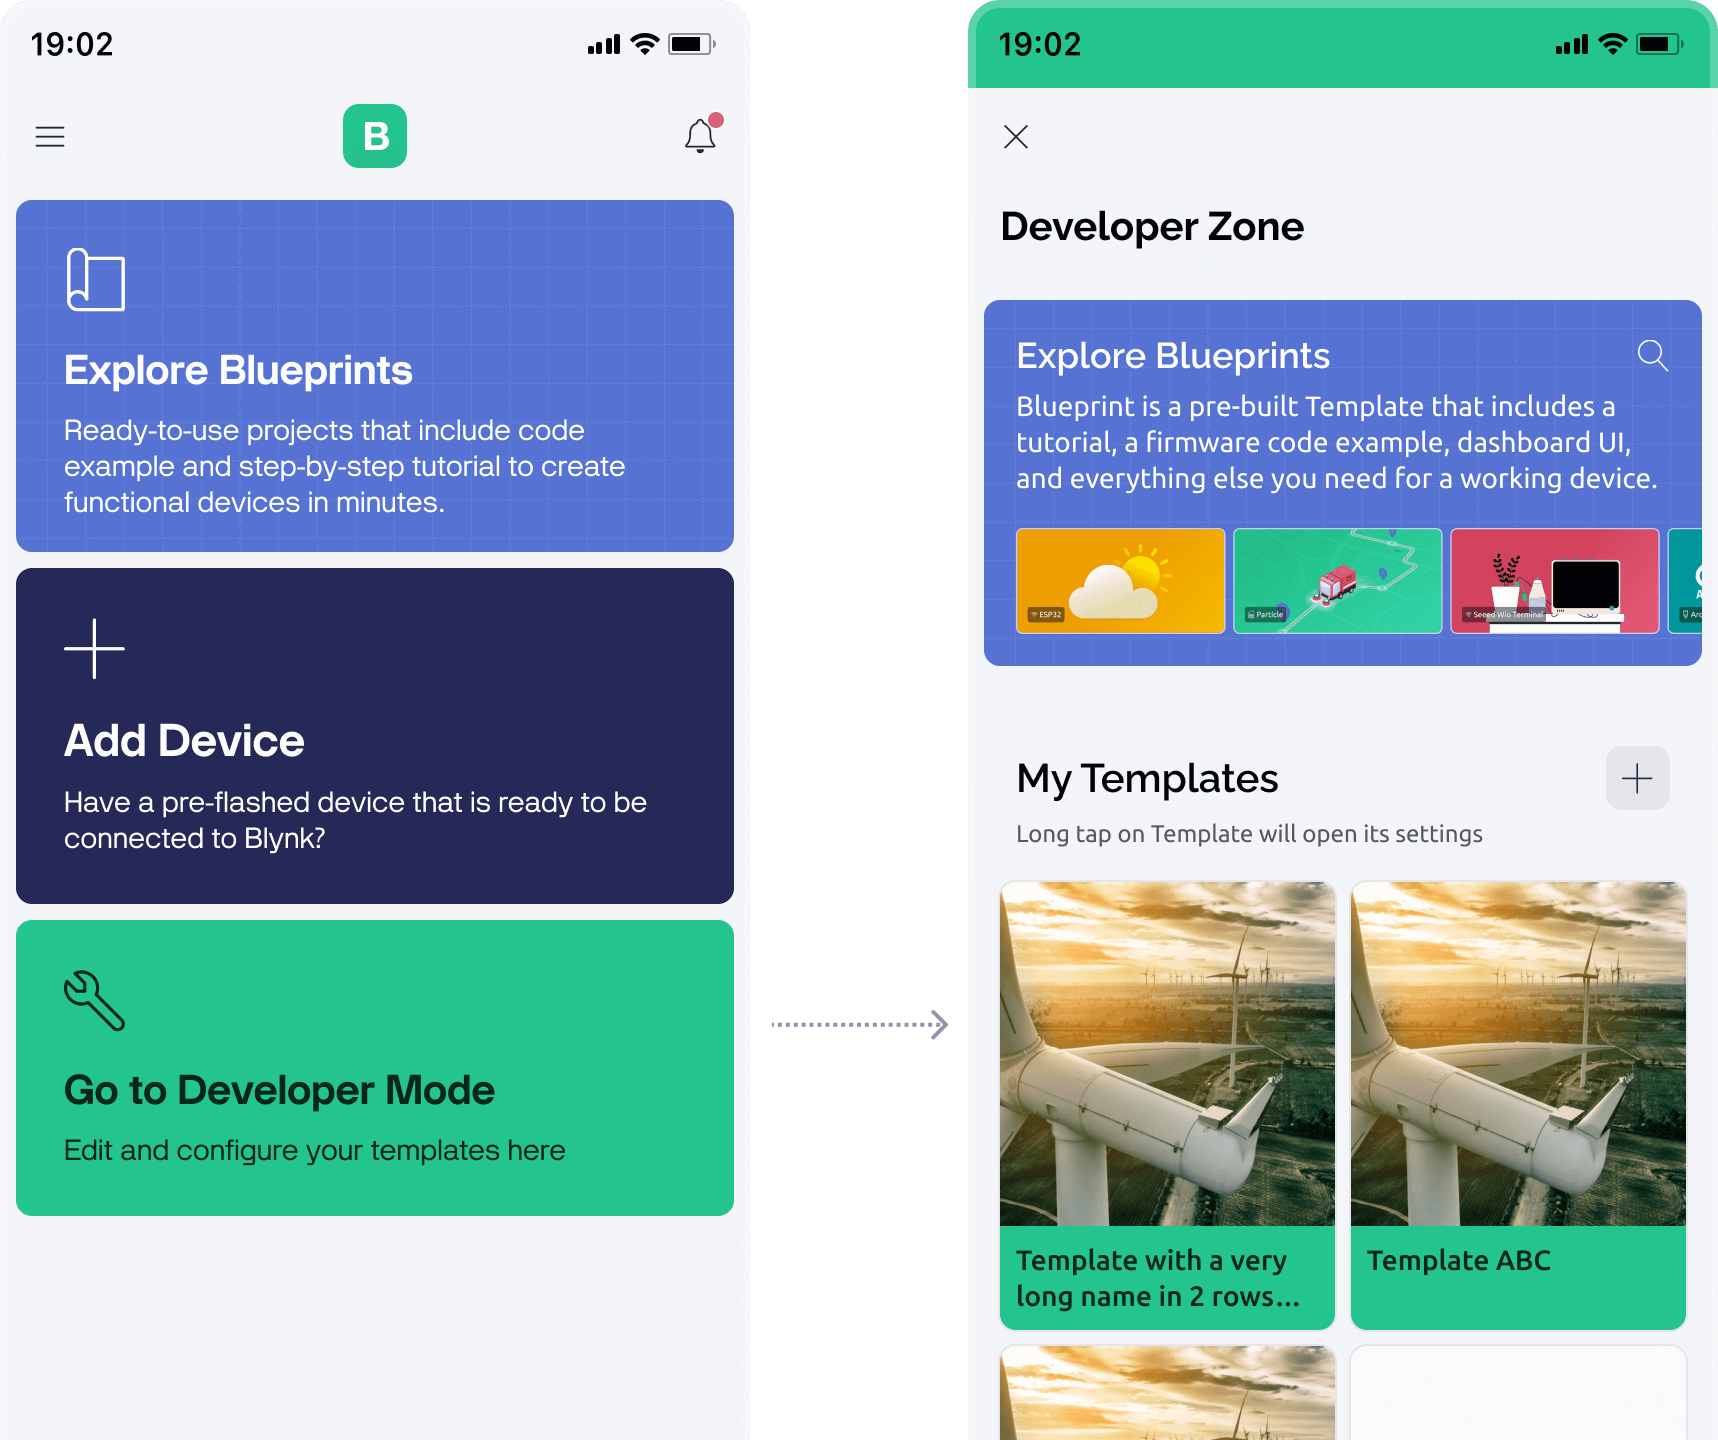 19:02
B
Explore Blueprints
Ready-to-use projects that include code
example and step-by-step tutorial to create
functional devices in minutes.
Add Device
Have a pre-flashed device that is ready to be
connected to Blynk?
Go to Developer Mode
Edit and configure your templates here
19:02
Developer Zone
Explore Blueprints
Blueprint is a pre-built Template that includes a
tutorial, a firmware code example, dashboard UI,
and everything else you need for a working device.
ESP32
Particle
Seeed Wio Terminal
My Templates
Long tap on Template will open its settings
Template with a very
long name in 2 rows...
Template ABC